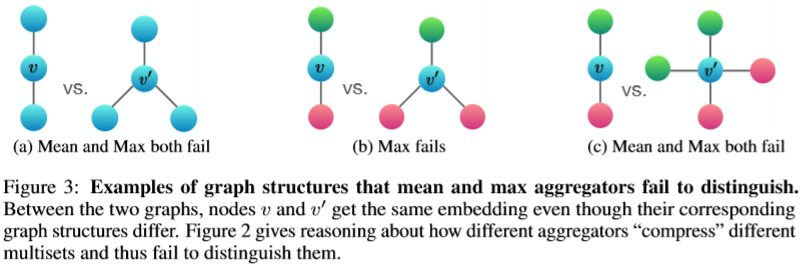 v
vs.
v′
(a) Mean and Max both fail
v
vs.
v′
(b) Max fails
v
vs.
v′
(c) Mean and Max both fail
Figure 3: Examples of graph structures that mean and max aggregators fail to distinguish.
Between the two graphs, nodes v and v′ get the same embedding even though their corresponding
graph structures differ. Figure 2 gives reasoning about how different aggregators “compress” different
multisets and thus fail to distinguish them.